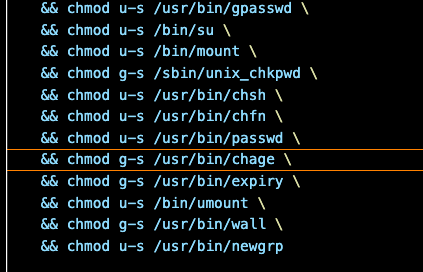 && chmod u-s /usr/bin/gpasswd \
&& chmod u-s /bin/su \
&& chmod u-s /bin/mount \
&& chmod g-s /sbin/unix_chkpwd \
&& chmod u-s /usr/bin/chsh \
&& chmod u-s /usr/bin/chfn \
&& chmod u-s /usr/bin/passwd \
&& chmod g-s /usr/bin/chage \
&& chmod g-s /usr/bin/expiry \
&& chmod u-s /bin/umount \
&& chmod g-s /usr/bin/wall \
&& chmod u-s /usr/bin/newgrp